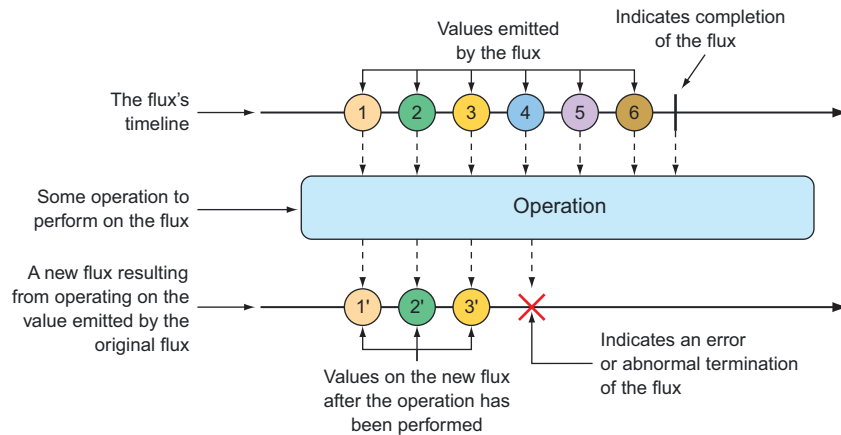 Values emitted
by the flux
Indicates completion
of the flux
The flux's
timeline
1 2 3 4 5 6
Some operation to
perform on the flux
Operation
A new flux resulting
from operating on the
value emitted by the
original flux
1' 2' 3'
Values on the new flux
after the operation has
been performed
Indicates an error
or abnormal termination
of the flux